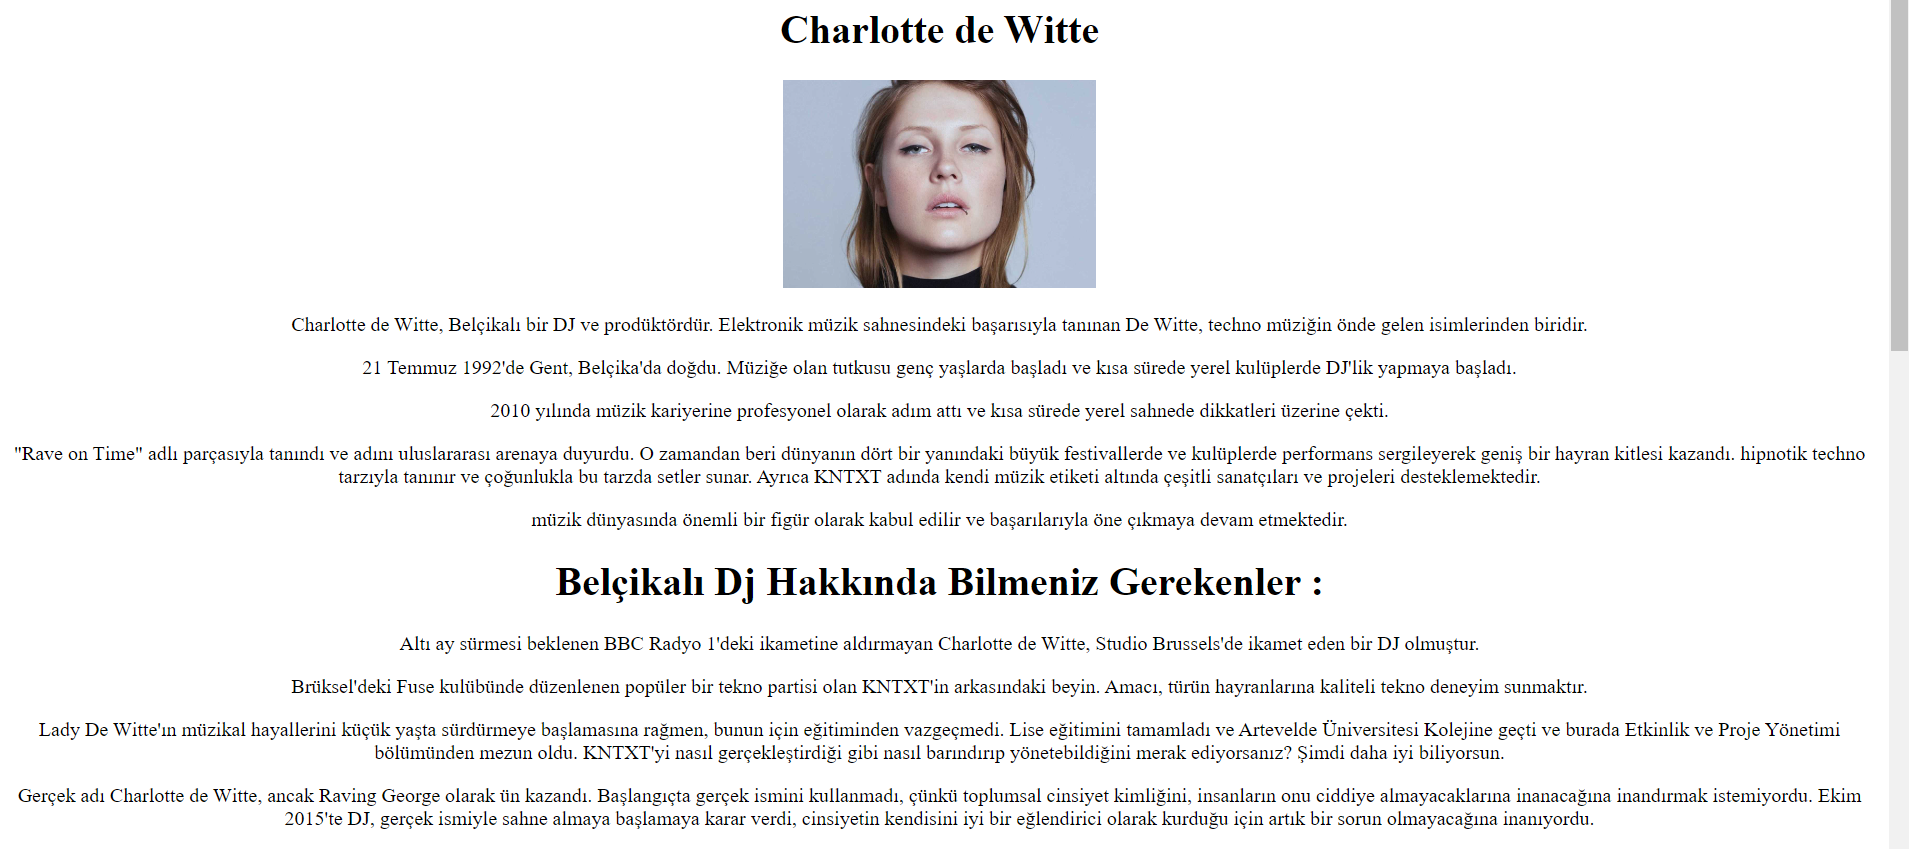 Charlotte de Witte
Charlotte de Witte, Belçikalı bir DJ ve prodüktördür. Elektronik müzik sahnesindeki başarısıyla tanınan De Witte, techno müziğin önde gelen isimlerinden biridir.
21 Temmuz 1992'de Gent, Belçika'da doğdu. Müziğe olan tutkusu genç yaşlarda başladı ve kısa sürede yerel kulüplerde DJ'lik yapmaya başladı.
2010 yılında müzik kariyerine profesyonel olarak adım attı ve kısa sürede yerel sahnede dikkatleri üzerine çekti.
"Rave on Time" adlı parçasıyla tanındı ve adını uluslararası arenaya duyurdu. O zamandan beri dünyanın dört bir yanındaki büyük festivallerde ve kulüplerde performans sergileyerek geniş bir hayran kitlesi kazandı. hipnotik techno
tarzıyla tanınır ve çoğunlukla bu tarzda setler sunar. Ayrıca KNTXT adında kendi müzik etiketi altında çeşitli sanatçıları ve projeleri desteklemektedir.
müzik dünyasında önemli bir figür olarak kabul edilir ve başarılarıyla öne çıkmaya devam etmektedir.
Belçikalı Dj Hakkında Bilmeniz Gerekenler :
Altı ay sürmesi beklenen BBC Radyo 1'deki ikametine aldırmayan Charlotte de Witte, Studio Brussels'de ikamet eden bir DJ olmuştur.
Brüksel'deki Fuse kulübünde düzenlenen popüler bir tekno partisi olan KNTXT'in arkasındaki beyin. Amacı, türün hayranlarına kaliteli tekno deneyim sunmaktır.
Lady De Witte'ın müzikal hayallerini küçük yaşta sürdürmeye başlamasına rağmen, bunun için eğitiminden vazgeçmedi. Lise eğitimini tamamladı ve Artevelde Üniversitesi Kolejine geçti ve burada Etkinlik ve Proje Yönetimi
bölümünden mezun oldu. KNTXT'yi nasıl gerçekleştirdiği gibi nasıl barındırıp yönetebildiğini merak ediyorsanız? Şimdi daha iyi biliyorsun.
Gerçek adı Charlotte de Witte, ancak Raving George olarak ün kazandı. Başlangıçta gerçek ismini kullanmadı, çünkü toplumsal cinsiyet kimliğini, insanların onu ciddiye almayacaklarına inanacağına inandırmak istemiyordu. Ekim
2015'te DJ, gerçek ismiyle sahne almaya başlamaya karar verdi, cinsiyetin kendisini iyi bir eğlendirici olarak kurduğu için artık bir sorun olmayacağına inanıyordu.